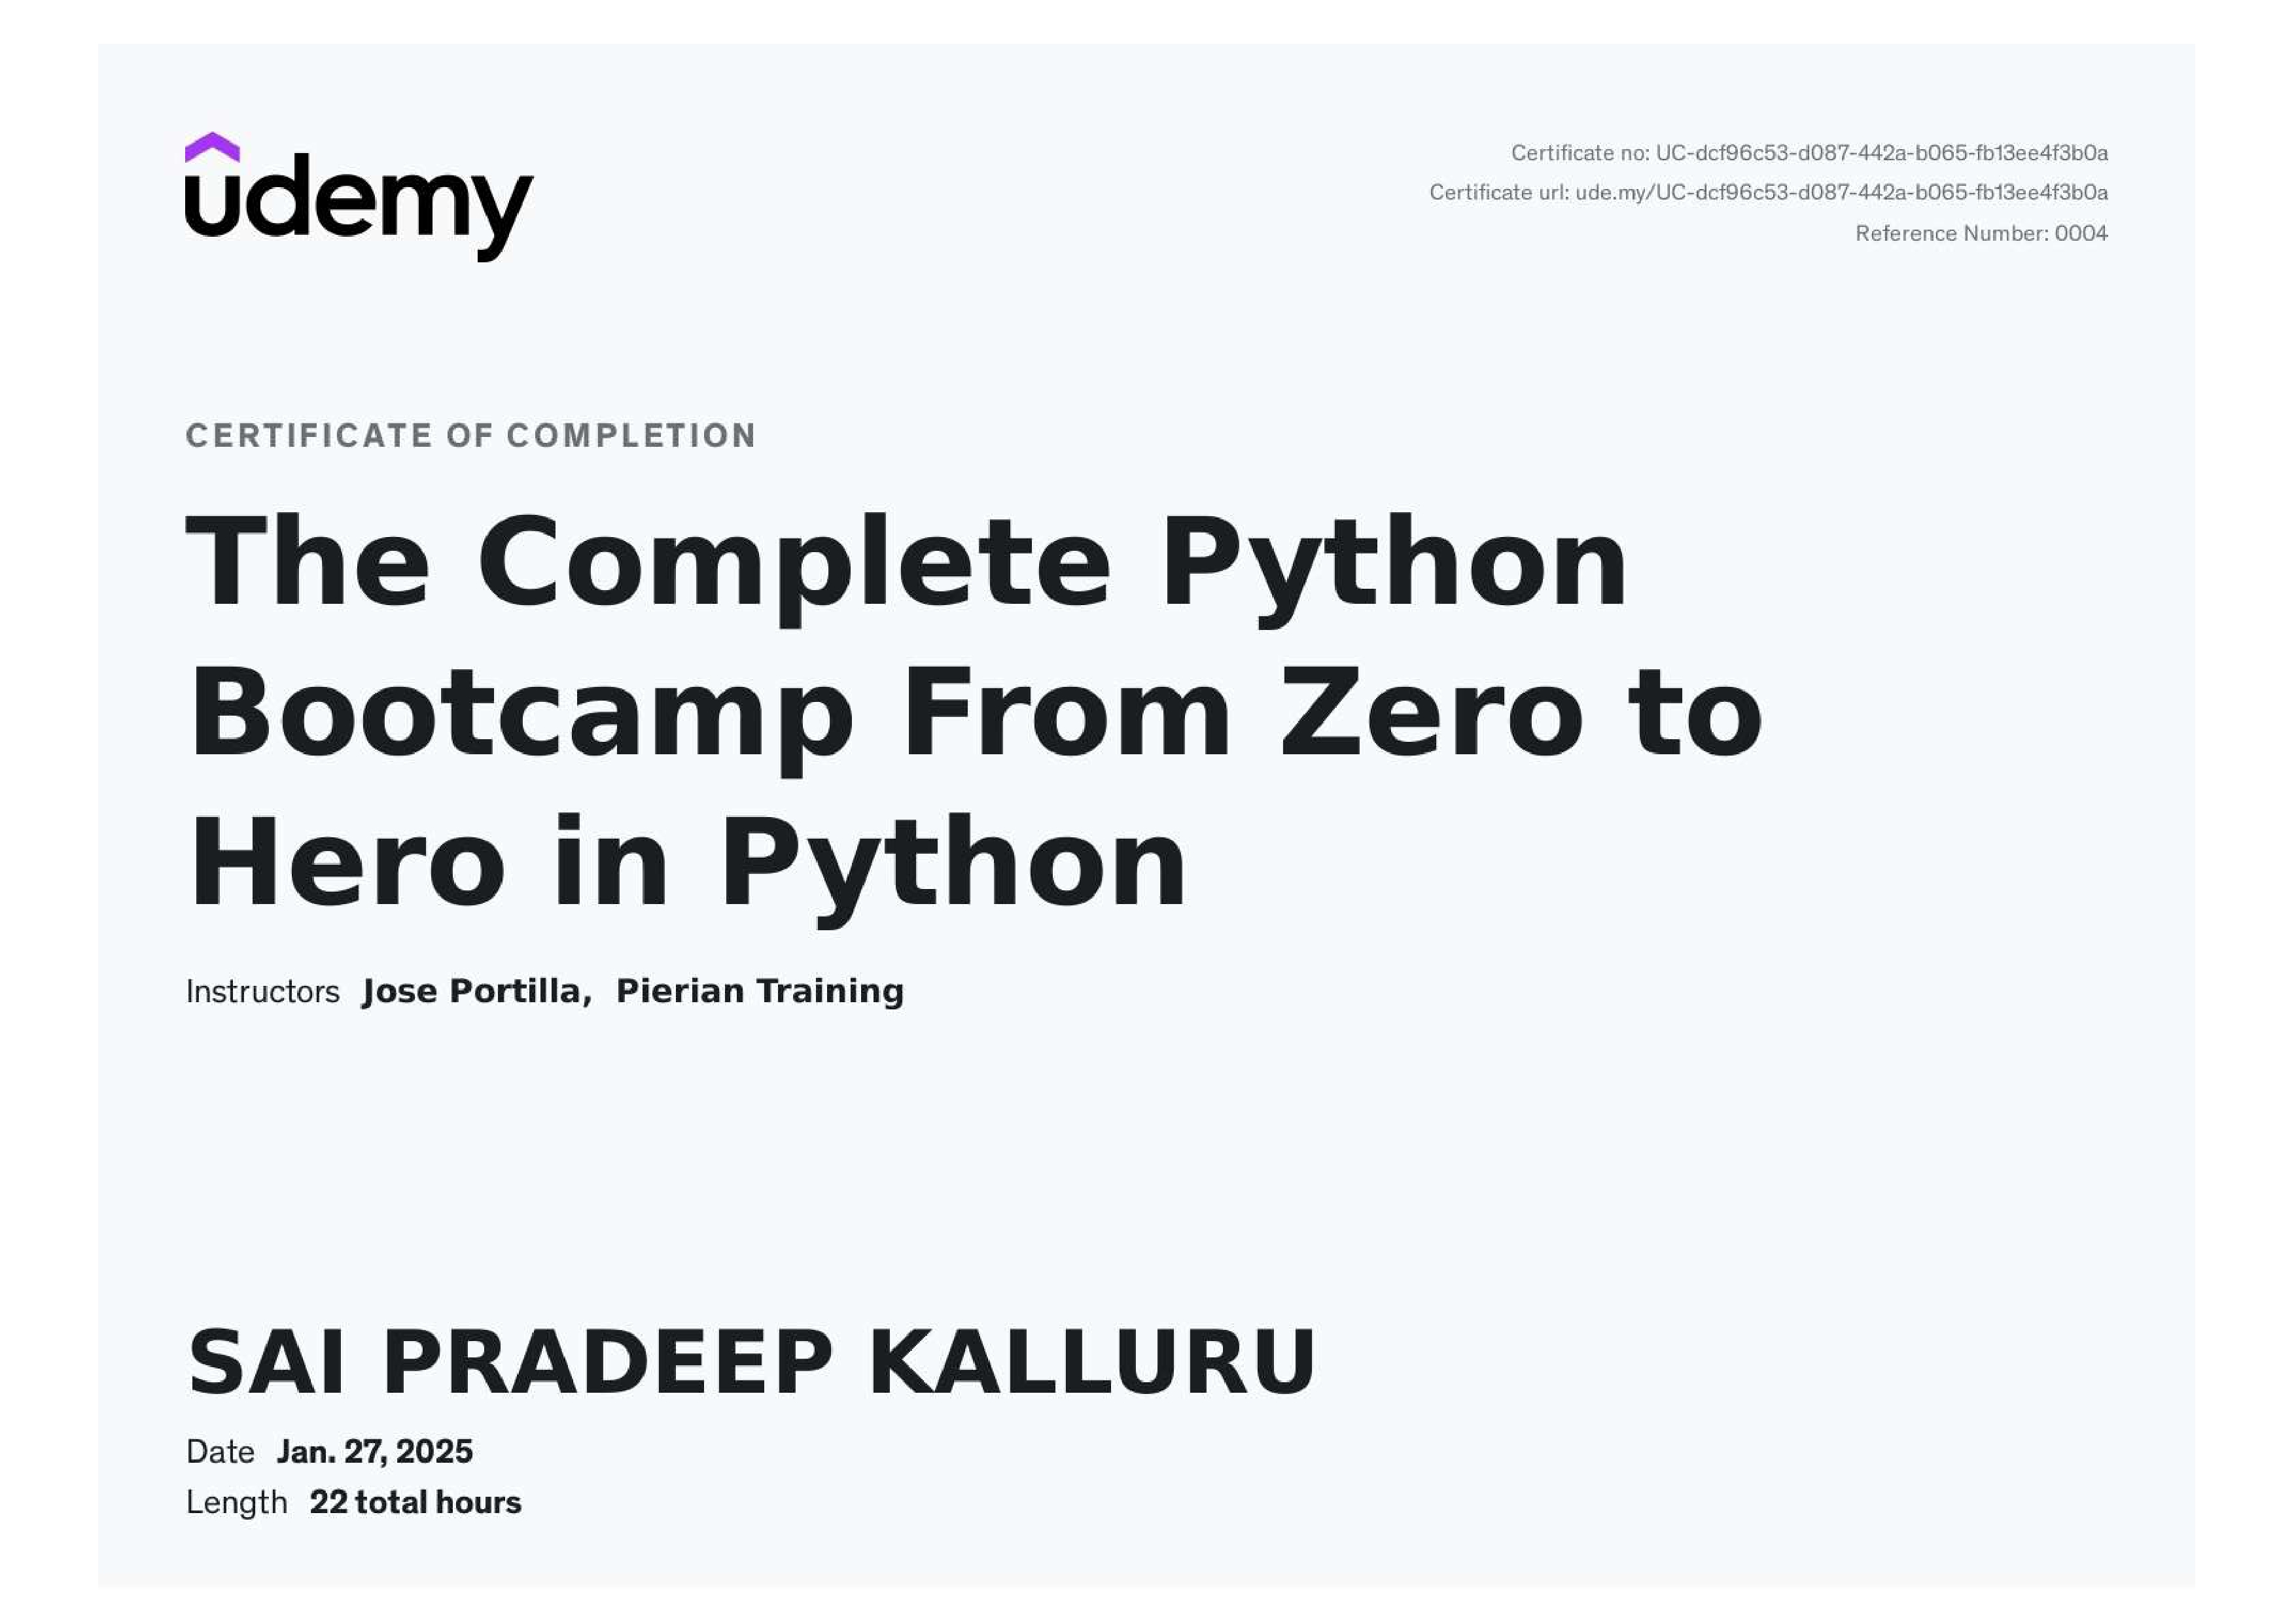 udemy
Certificate no: UC-dcf96c53-d087-442a-b065-fb13ee4f3b0a
Certificate url: ude.my/UC-dcf96c53-d087-442a-b065-fb13ee4f3b0a
Reference Number: 0004
CERTIFICATE OF COMPLETION
The Complete Python
Bootcamp From Zero to
Hero in Python
Instructors Jose Portilla, Pierian Training
SAI PRADEEP KALLURU
Date Jan. 27, 2025
Length 22 total hours